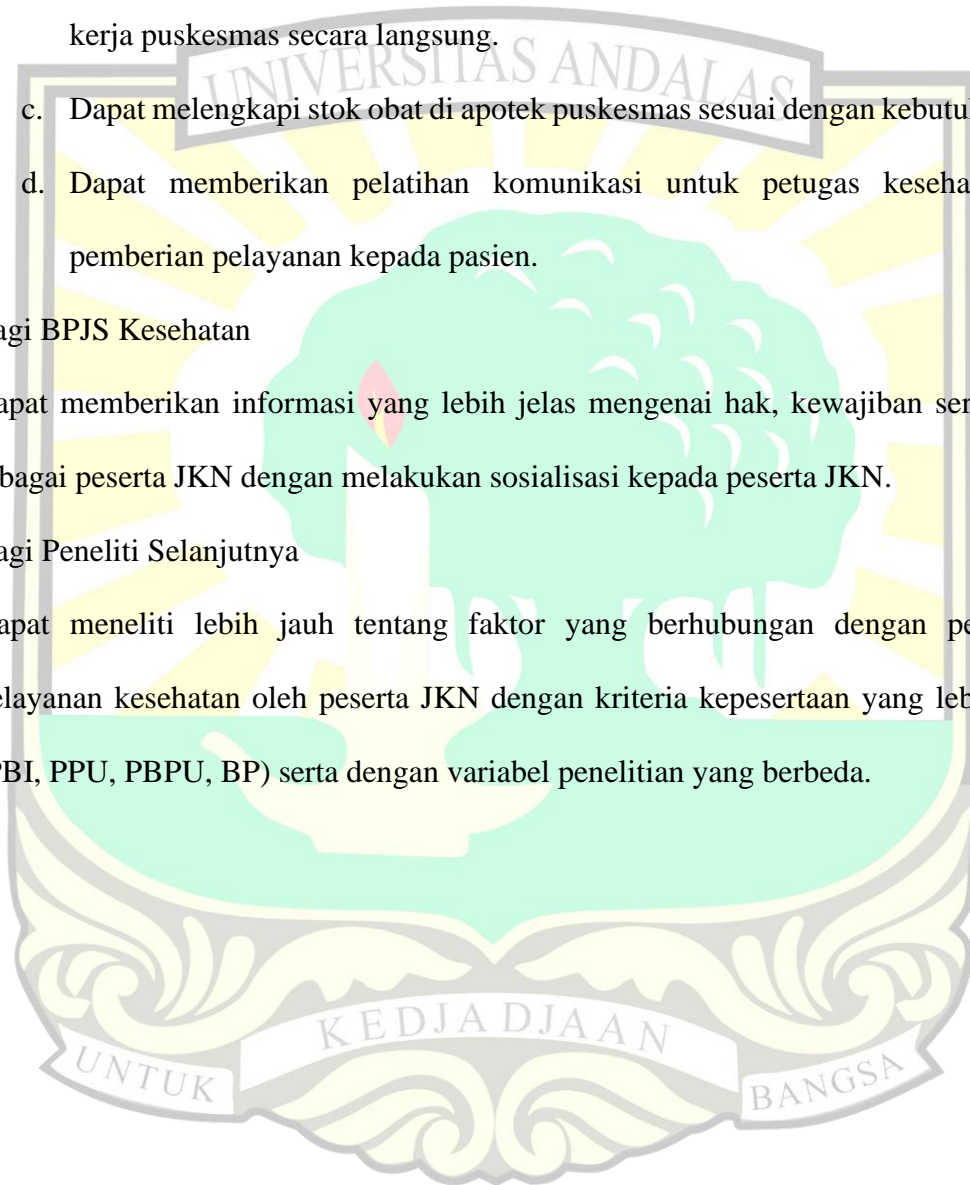 kerja puskesmas secara langsung.
UNIVERSITAS ANDALAS
c. Dapat melengkapi stok obat di apotek puskesmas sesuai dengan
d. Dapat memberikan pelatihan komunikasi untuk petugas
pemberian pelayanan kepada pasien.
BPJS Kesehatan
memberikan informasi yang lebih jelas mengenai hak, kewajiban
peserta JKN dengan melakukan sosialisasi kepada peserta JKN.
Peneliti Selanjutnya
meneliti lebih jauh tentang faktor yang berhubungan dengan
kesehatan oleh peserta JKN dengan kriteria kepesertaan yang
PBI, PPU, PBPU, BP) serta dengan variabel penelitian yang berbeda.
UNTUK KEDJADJAAN BANGSA